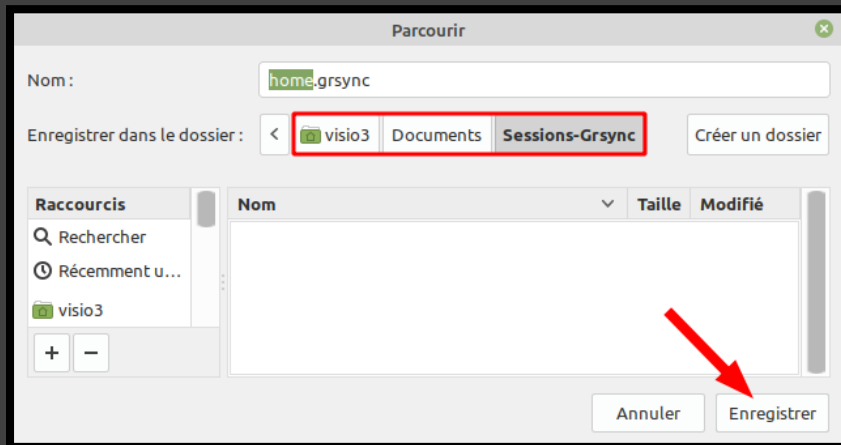 Parcourir
Nom :
home.grsync
Enregistrer dans le dossier :
visio3
Documents
Sessions-Grsync
Créer un dossier
Raccourcis
Nom
Taille
Modifié
Rechercher
Récemment u...
visio3
Annuler
Enregistrer